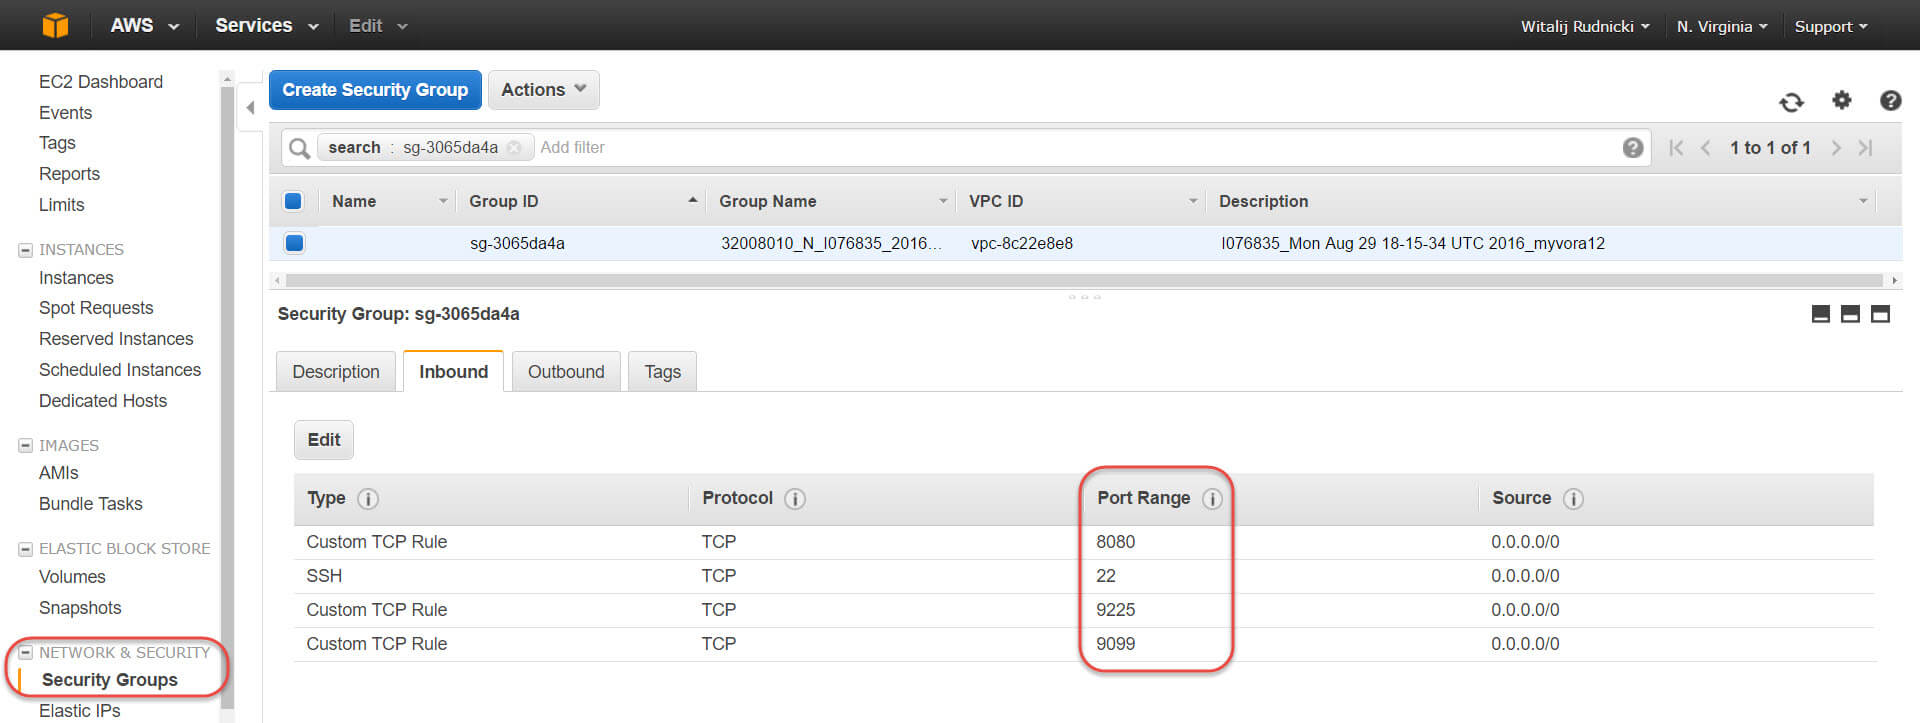 AWS Services Edit Witalij Rudnicki N. Virginia Support
EC2 Dashboard
Events
Tags
Reports
Limits
INSTANCES
Instances
Spot Requests
Reserved Instances
Scheduled Instances
Dedicated Hosts
IMAGES
AMIs
Bundle Tasks
ELASTIC BLOCK STORE
Volumes
Snapshots
NETWORK & SECURITY
Security Groups
Elastic IPs
Create Security Group Actions
search : sg-3065da4a Add filter 1 to 1 of 1
Name Group ID Group Name VPC ID Description
sg-3065da4a 32008010_N_I076835_2016... vpc-8c22e8e8 I076835_Mon Aug 29 18-15-34 UTC 2016_myvora12
Security Group: sg-3065da4a
Description Inbound Outbound Tags
Edit
Type Protocol Port Range Source
Custom TCP Rule TCP 8080 0.0.0.0/0
SSH TCP 22 0.0.0.0/0
Custom TCP Rule TCP 9225 0.0.0.0/0
Custom TCP Rule TCP 9099 0.0.0.0/0